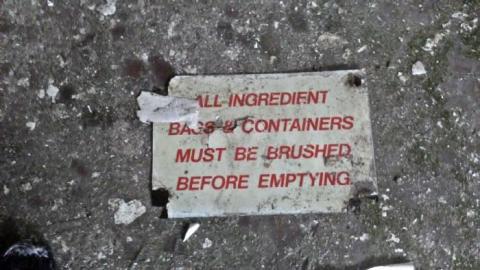 ALL INGREDIENT
BAGS & CONTAINERS
MUST BE BRUSHED
BEFORE EMPTYING.